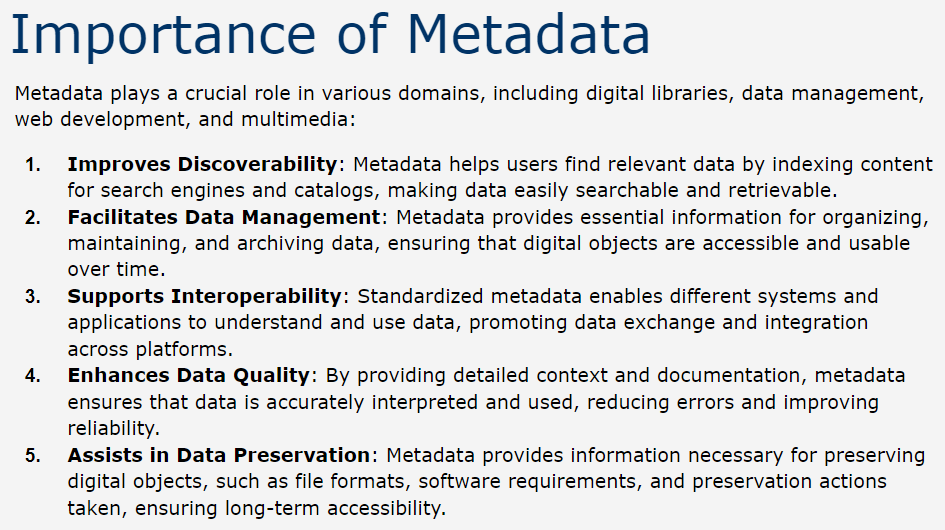 Importance of Metadata
Metadata plays a crucial role in various domains, including digital libraries, data management,
web development, and multimedia:
1. Improves Discoverability: Metadata helps users find relevant data by indexing content
for search engines and catalogs, making data easily searchable and retrievable.
2. Facilitates Data Management: Metadata provides essential information for organizing,
maintaining, and archiving data, ensuring that digital objects are accessible and usable
over time.
3. Supports Interoperability: Standardized metadata enables different systems and
applications to understand and use data, promoting data exchange and integration
across platforms.
4. Enhances Data Quality: By providing detailed context and documentation, metadata
ensures that data is accurately interpreted and used, reducing errors and improving
reliability.
5. Assists in Data Preservation: Metadata provides information necessary for preserving
digital objects, such as file formats, software requirements, and preservation actions
taken, ensuring long-term accessibility.